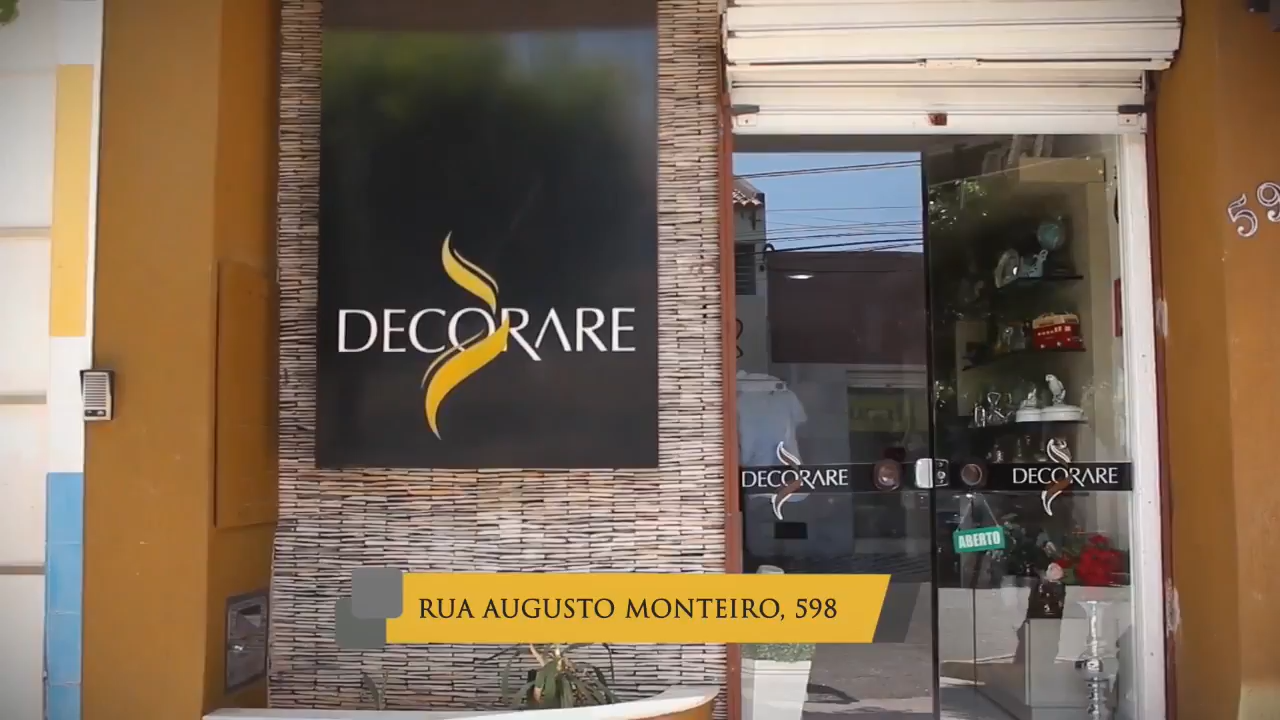 DECORARE
59
DECORARE
DECORARE
ABERTO
RUA AUGUSTO MONTEIRO, 598